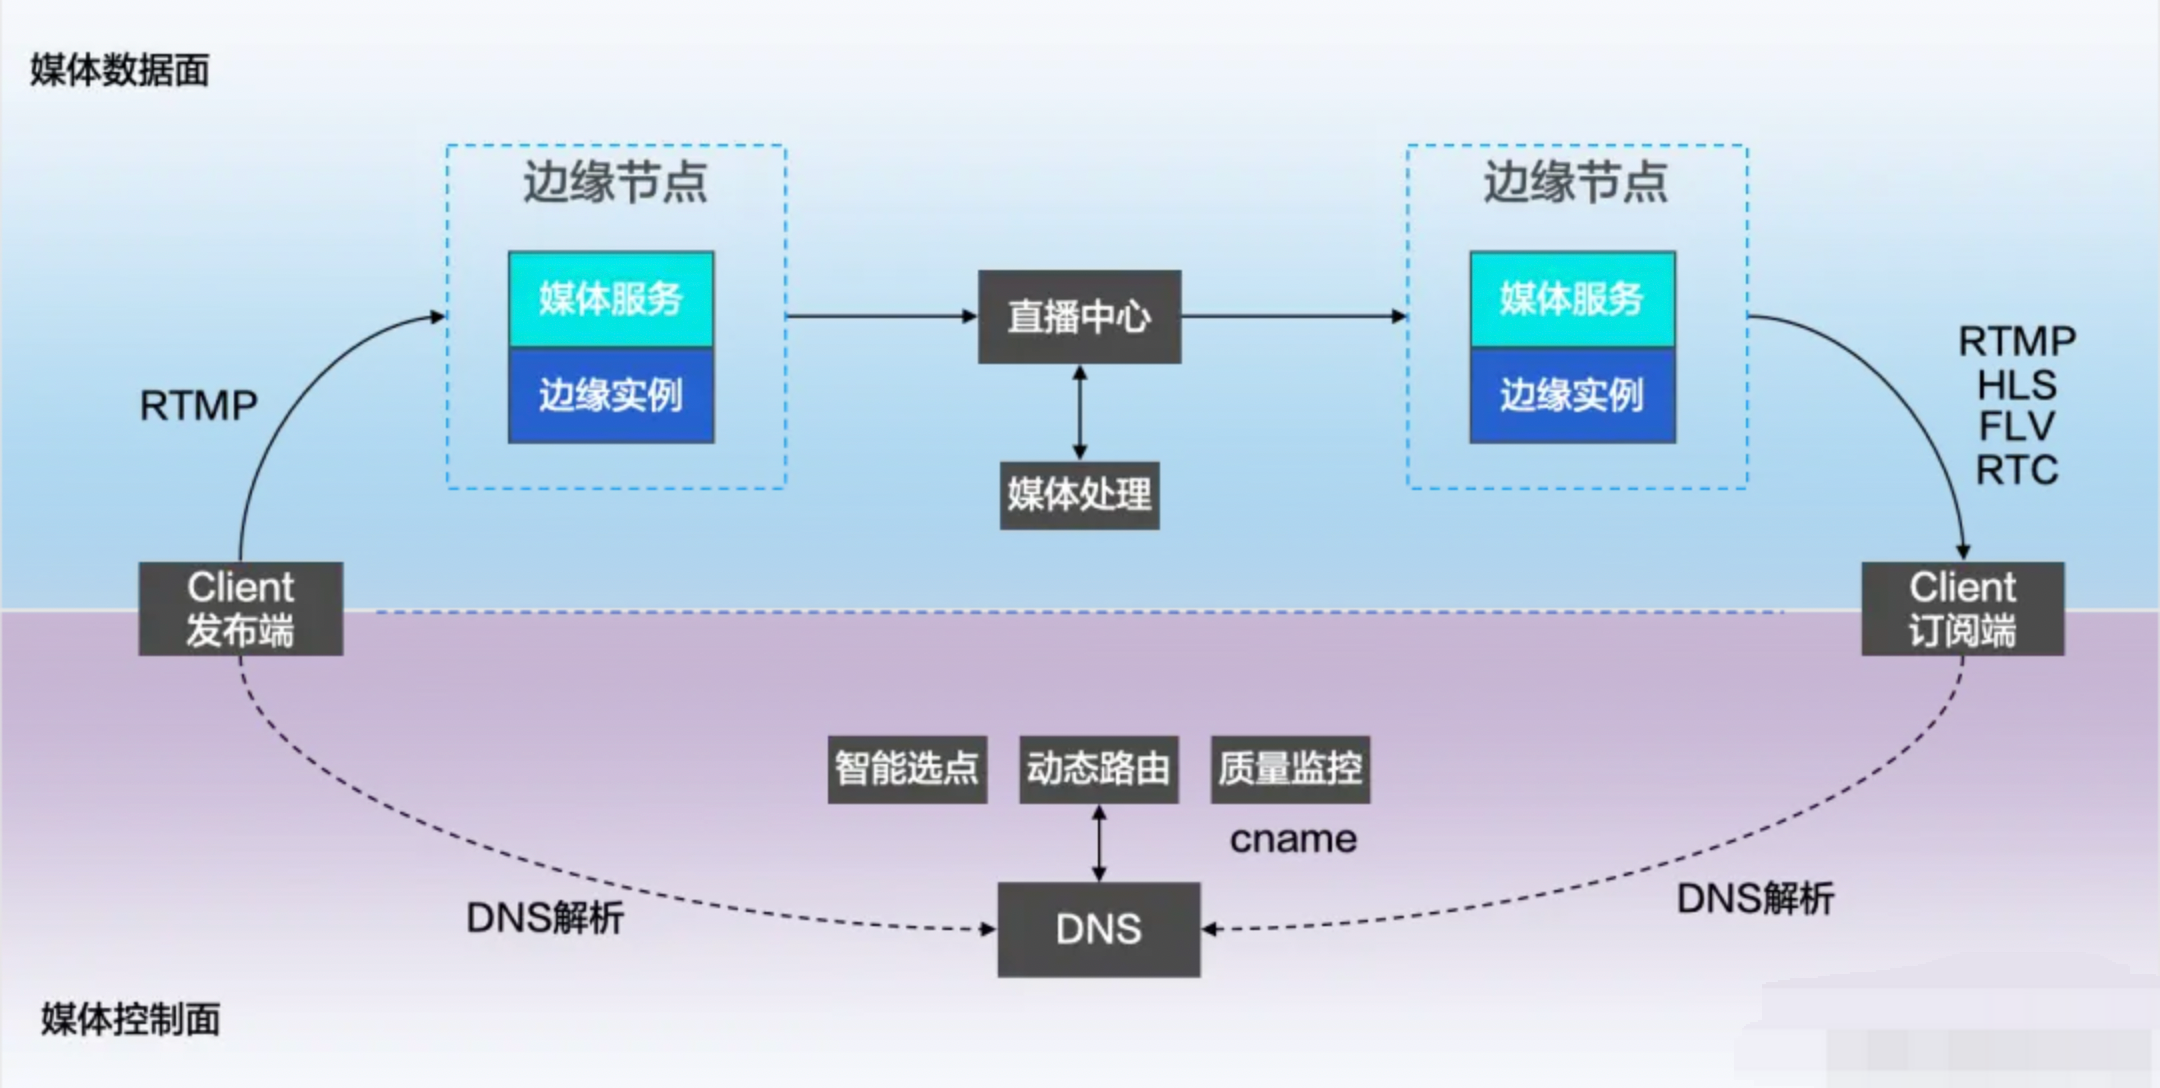 媒体数据面
边缘节点
边缘节点
媒体服务
边缘实例
直播中心
媒体处理
媒体服务
边缘实例
RTMP
RTMP
HLS
FLV
RTC
Client
发布端
Client
订阅端
智能选点
动态路由
质量监控
cname
DNS
DNS解析
DNS解析
媒体控制面